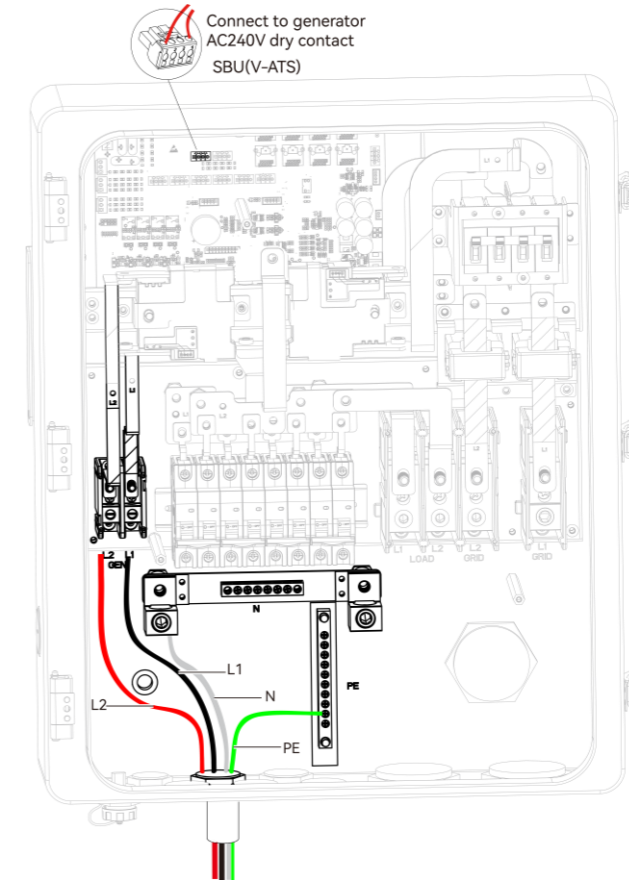 Connect to generator
AC240V dry contact
SBU(V-ATS)
L2 L1
GEN
L1 L2 L2
LOAD GRID
L1
GRID
N
L1
N
L2
PE
PE